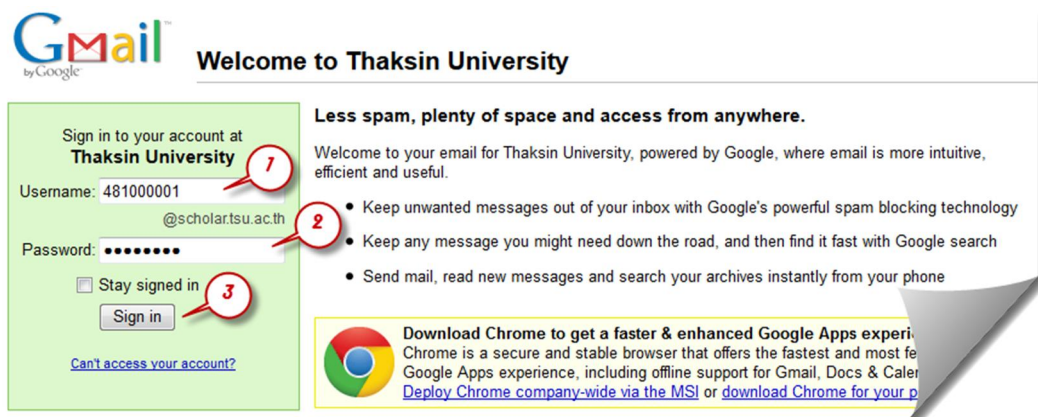 Gmail™
by Google
Welcome to Thaksin University
Sign in to your account at
Thaksin University
1
Username: 481000001
@scholar.tsu.ac.th
2
Password: ••••••••
Stay signed in
3
Sign in
Can't access your account?
Less spam, plenty of space and access from anywhere.
Welcome to your email for Thaksin University, powered by Google, where email is more intuitive,
efficient and useful.
• Keep unwanted messages out of your inbox with Google's powerful spam blocking technology
• Keep any message you might need down the road, and then find it fast with Google search
• Send mail, read new messages and search your archives instantly from your phone
Download Chrome to get a faster & enhanced Google Apps
Chrome is a secure and stable browser that offers the fastest and most
Google Apps experience, including offline support for Gmail, Docs &
Deploy Chrome company-wide via the MSI or download Chrome for your